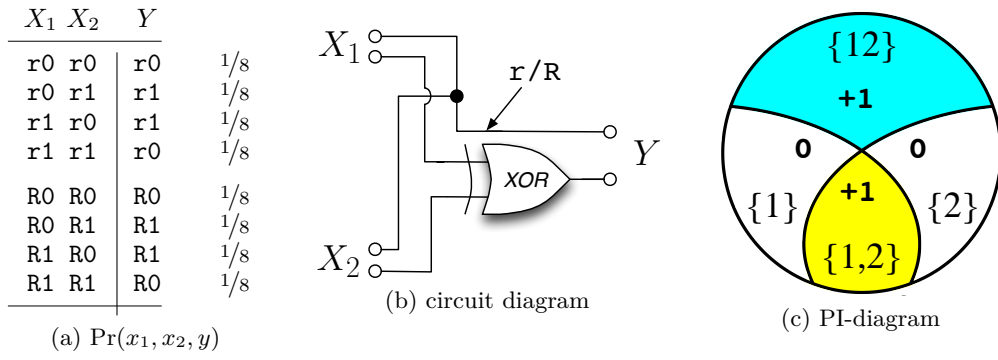 X₁ X₂ Y
r0 r0 r0 1/8
r0 r1 r1 1/8
r1 r0 r1 1/8
r1 r1 r0 1/8
R0 R0 R0 1/8
R0 R1 R1 1/8
R1 R0 R1 1/8
R1 R1 R0 1/8
(a) Pr(x₁, x₂, y)
X₁
r/R
Y
XOR
X₂
(b) circuit diagram
{12}
+1
0 0
+1
{1} {2}
{1,2}
(c) PI-diagram